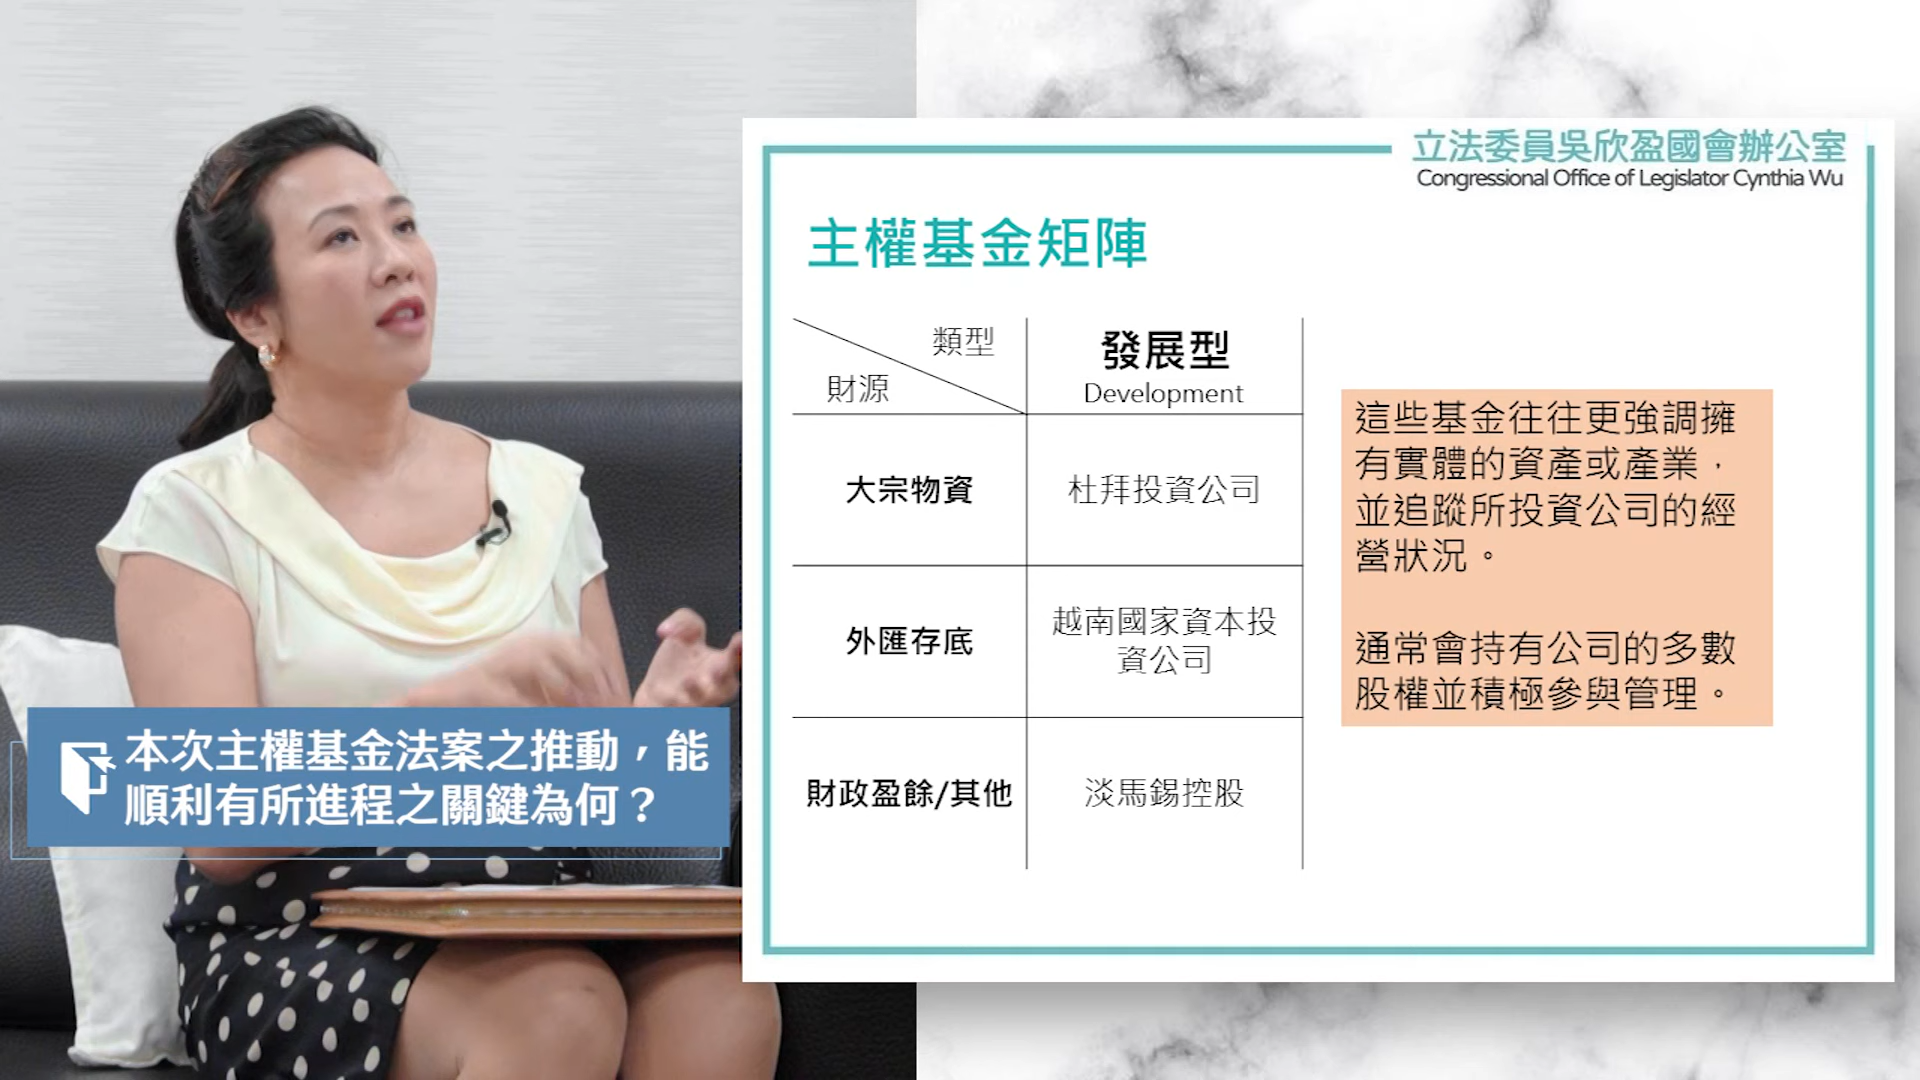 立法委員吳欣盈國會辦公室
Congressional Office of Legislator Cynthia Wu
主權基金矩陣
類型
財源
發展型
Development
大宗物資
杜拜投資公司
外匯存底
越南國家資本投
資公司
財政盈餘/其他
淡馬錫控股
這些基金往往更強調擁
有實體的資產或產業，
並追蹤所投資公司的經
營狀況。
通常會持有公司的多數
股權並積極參與管理。
本次主權基金法案之推動，能
順利有所進程之關鍵為何？